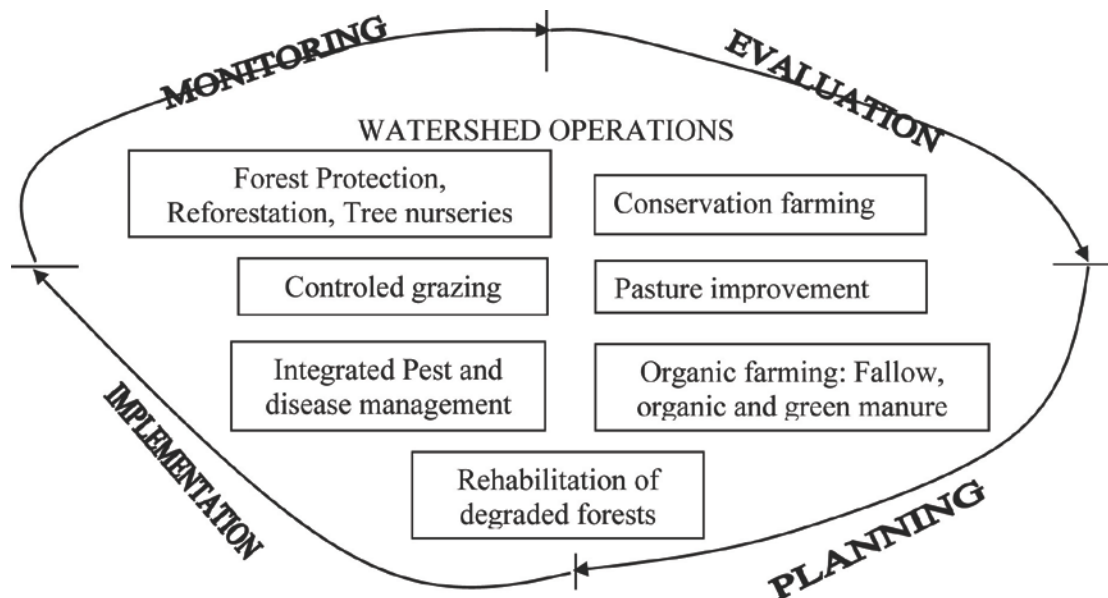 MONITORING
EVALUATION
WATERSHED OPERATIONS
Forest Protection,
Reforestation, Tree nurseries
Conservation farming
Controled grazing
Pasture improvement
Integrated Pest and
disease management
Organic farming: Fallow,
organic and green manure
Rehabilitation of
degraded forests
IMPLEMENTATION
PLANNING